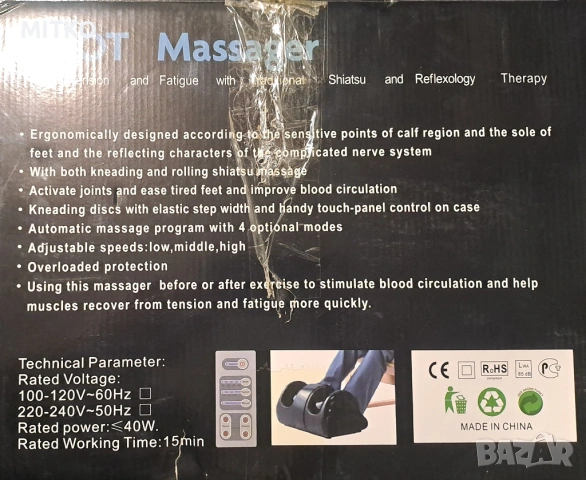 MITKO
OT Massager
and Fatigue with Traditional Shiatsu and Reflexology Therapy
• Ergonomically designed according to the sensitive points of calf region and the sole of
feet and the reflecting characters of the complicated nerve system
• With both kneading and rolling shiatsu massage
• Activate joints and ease tired feet and improve blood circulation
• Kneading discs with elastic step width and handy touch-panel control on case
• Automatic massage program with 4 optional modes
• Adjustable speeds:low,middle,high
• Overloaded protection
• Using this massager before or after exercise to stimulate blood circulation and help
muscles recover from tension and fatigue more quickly.
Technical Parameter:
Rated Voltage:
100-120V~60Hz
220-240V~50Hz
Rated power:≤40W.
Rated Working Time:15min
CE RoHS LWA 85 dB PC
MADE IN CHINA
BAZAR.bg